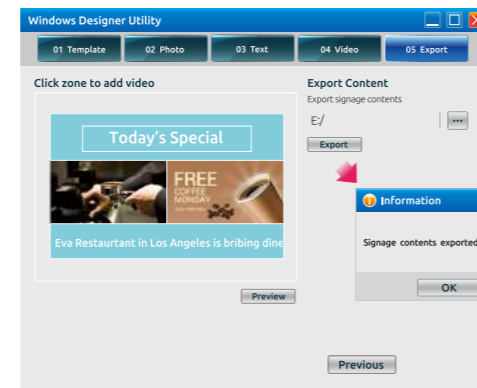 Windows Designer Utility
01 Template
02 Photo
03 Text
04 Video
05 Export
Click zone to add video
Export Content
Export signage contents
E:/
...
Export
Today's Special
FREE
COFFEE
MONDAY
Eva Restaurtant in Los Angeles is bribing dine
Preview
Information
Signage contents exported
OK
Previous